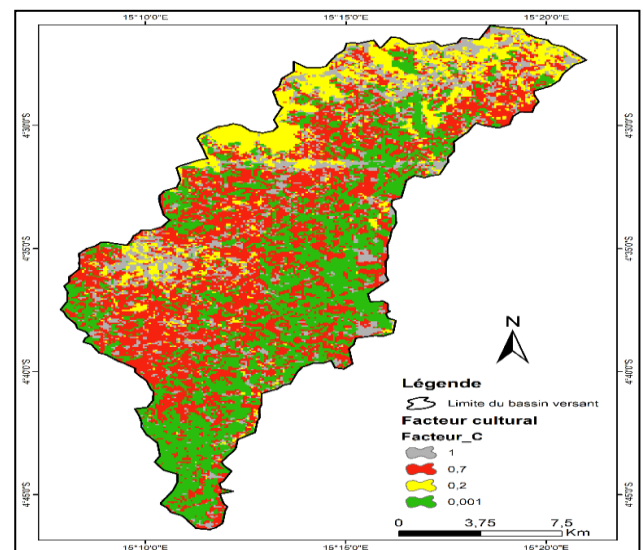 15°10'0"E 15°15'0"E 15°20'0"E
4°30'0"S 4°30'0"S
4°35'0"S 4°35'0"S
4°40'0"S 4°40'0"S
4°45'0"S 4°45'0"S
N
Légende
Limite du bassin versant
Facteur cultural
Facteur_C
1
0,7
0,2
0,001
0 3,75 7,5
Km
15°10'0"E 15°15'0"E 15°20'0"E